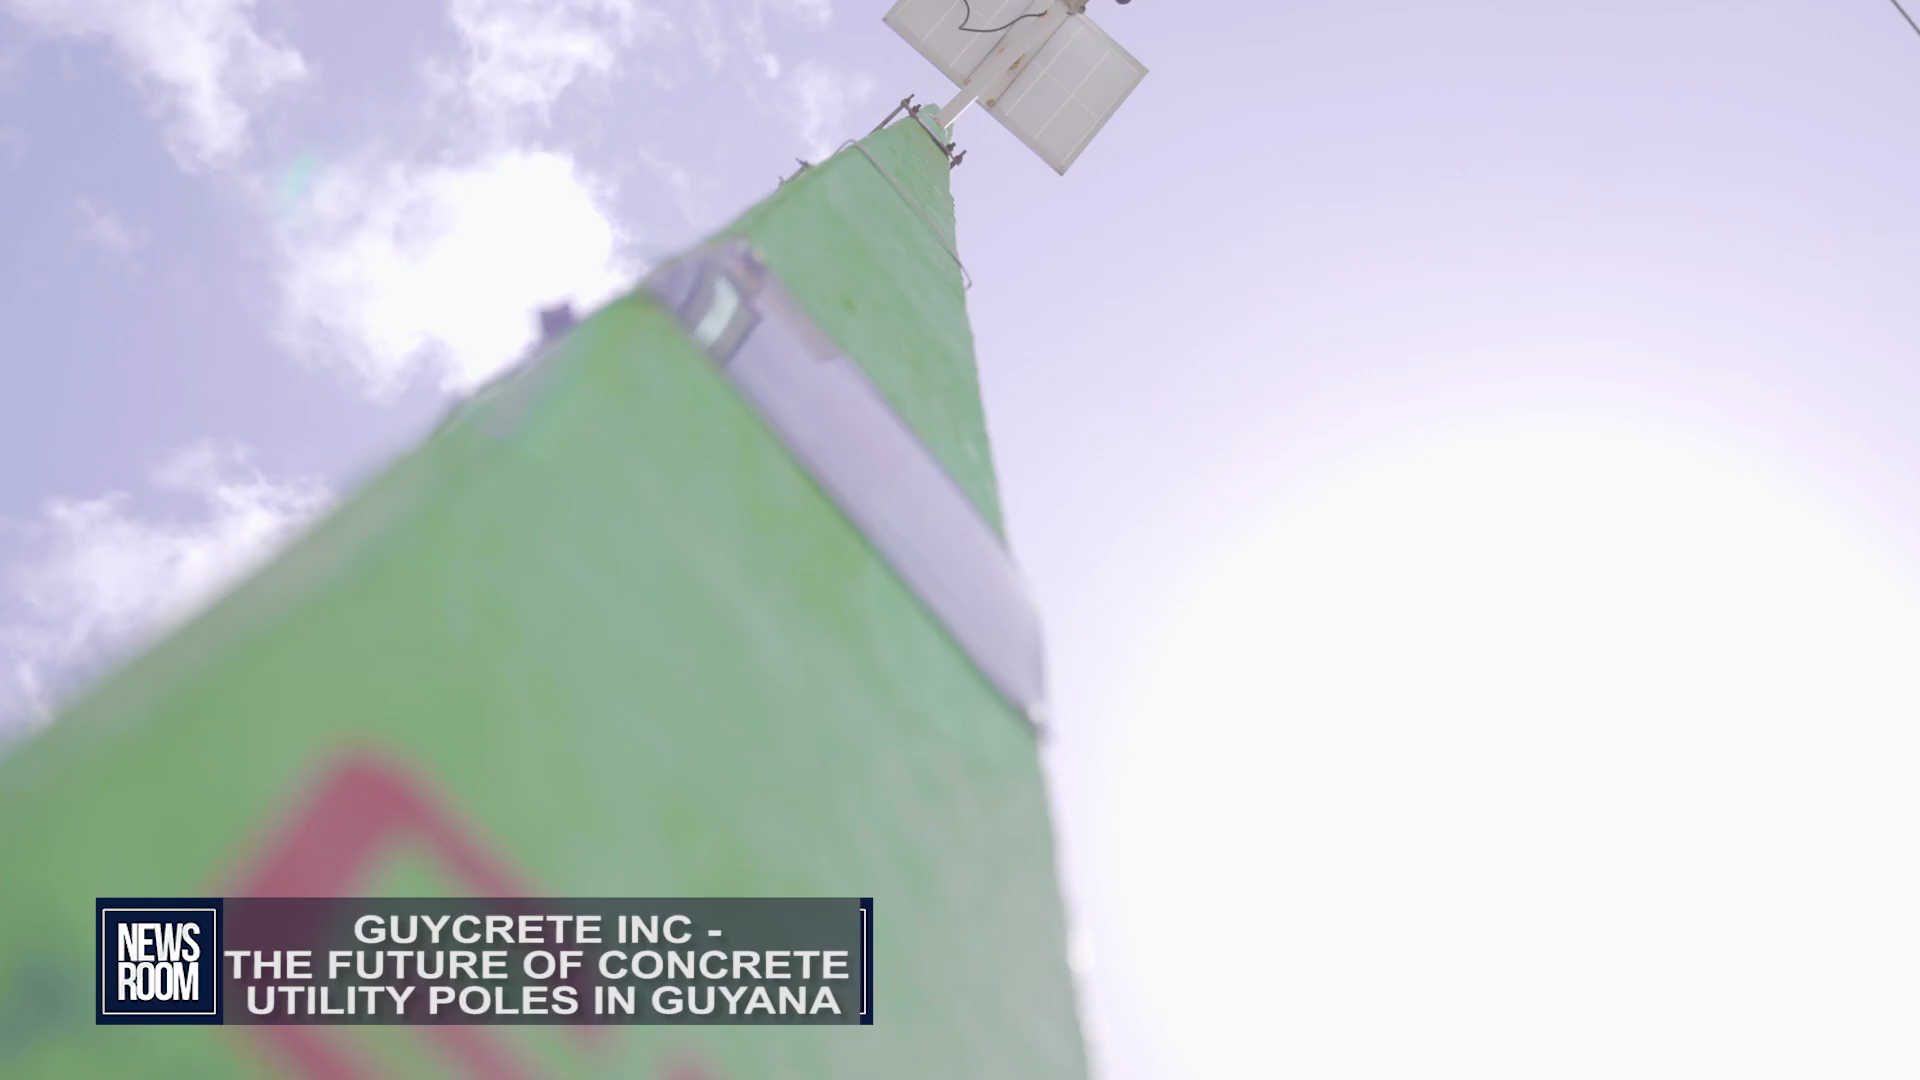 NEWS
ROOM
GUYCRETE INC -
THE FUTURE OF CONCRETE
UTILITY POLES IN GUYANA